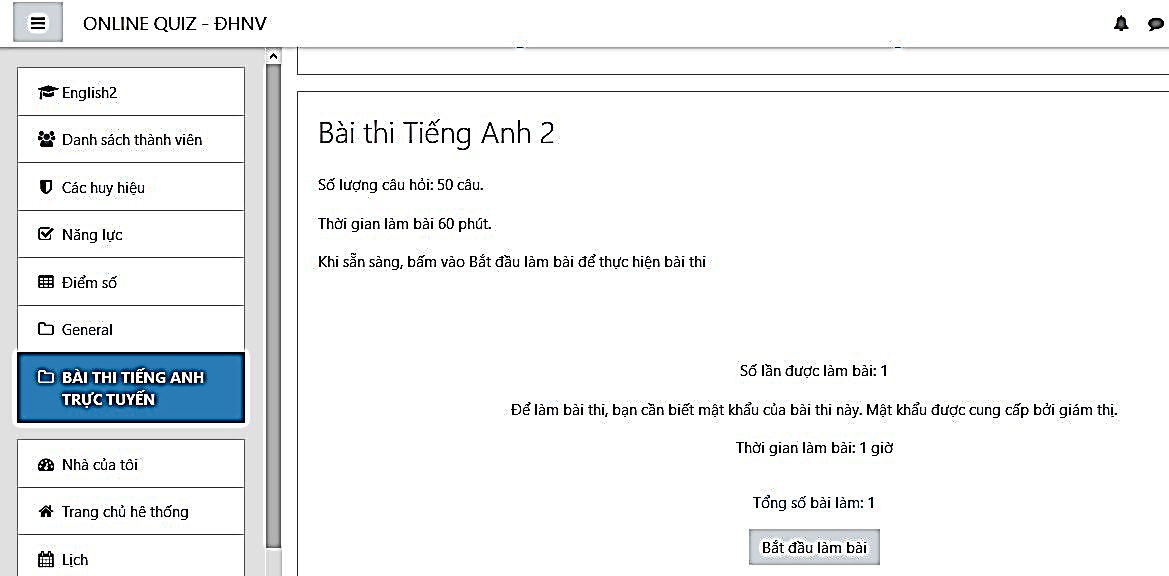 ONLINE QUIZ - ĐHNV
English2
Danh sách thành viên
Các huy hiệu
Năng lực
Điểm số
General
BÀI THI TIẾNG ANH
TRỰC TUYẾN
Nhà của tôi
Trang chủ hệ thống
Lịch
Bài thi Tiếng Anh 2
Số lượng câu hỏi: 50 câu.
Thời gian làm bài 60 phút.
Khi sẵn sàng, bấm vào Bắt đầu làm bài để thực hiện bài thi
Số lần được làm bài: 1
Để làm bài thi, bạn cần biết mật khẩu của bài thi này. Mật khẩu được cung cấp bởi giám thị.
Thời gian làm bài: 1 giờ
Tổng số bài làm: 1
Bắt đầu làm bài